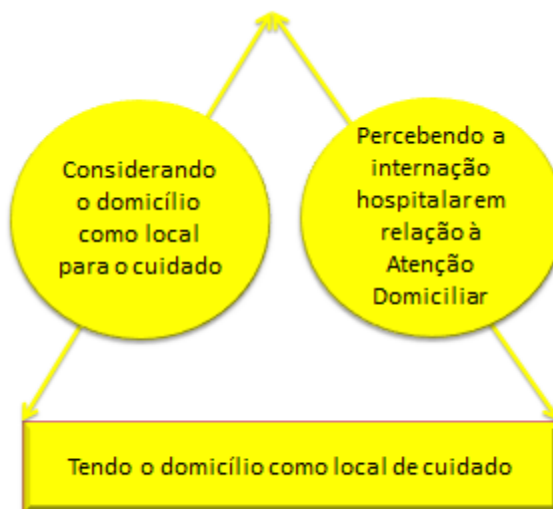 Considerando
o domicílio
como local
para o cuidado
Percebendo a
internação
hospitalar em
relação à
Atenção
Domiciliar
Tendo o domicílio como local de cuidado